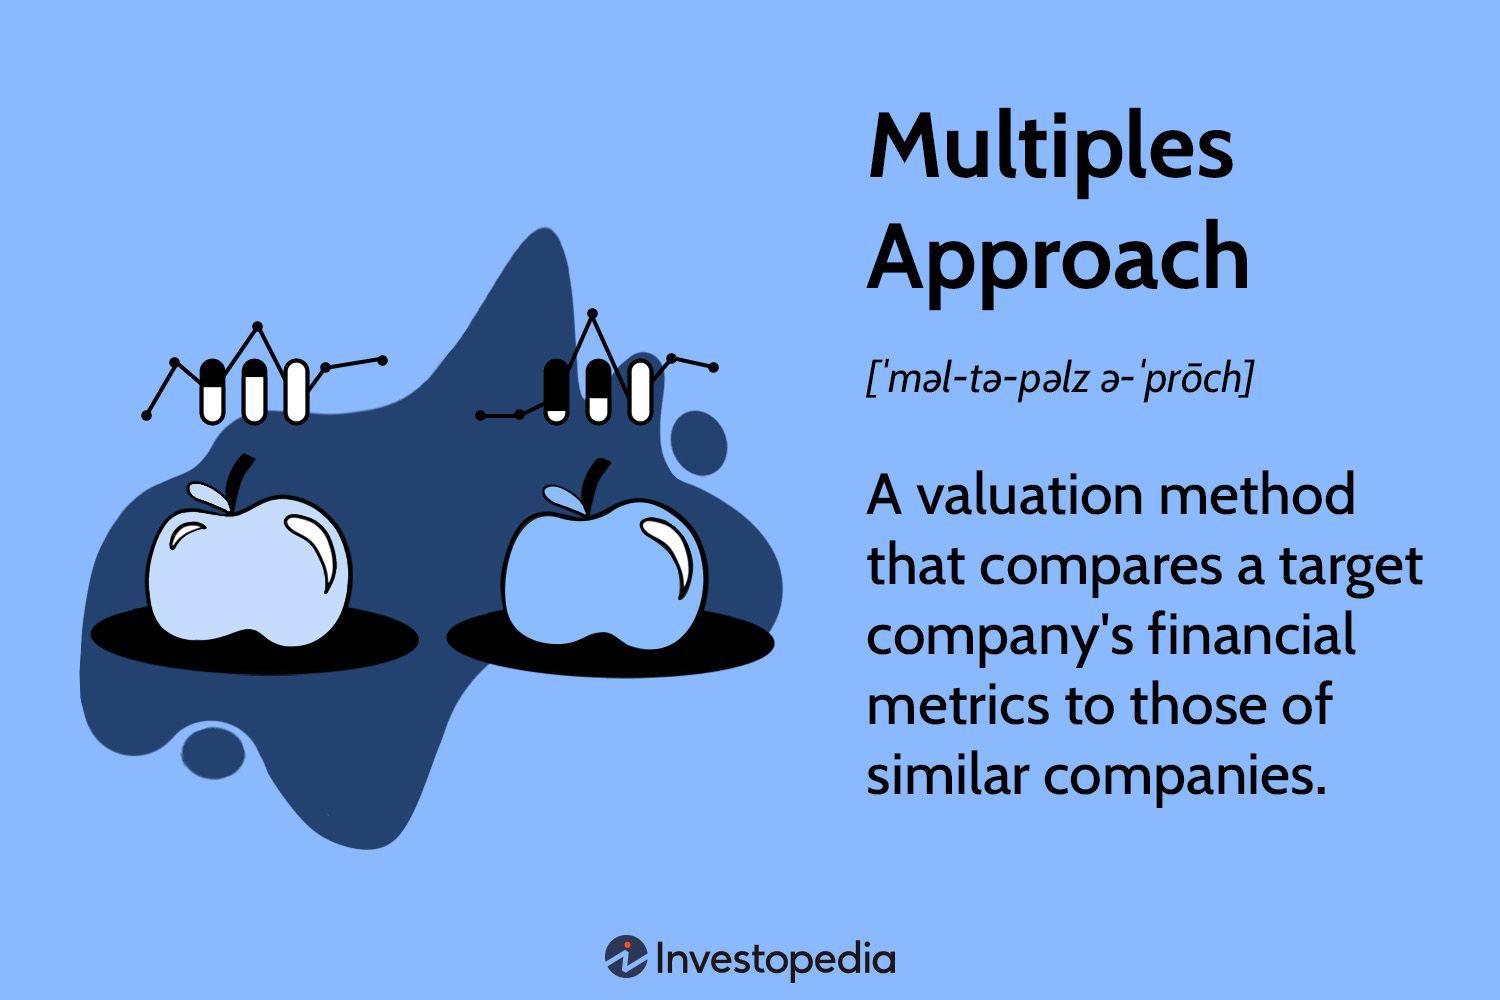 Multiples
Approach
[ˈməl-tə-pəlz ə-ˈprōch]
A valuation method
that compares a target
company's financial
metrics to those of
similar companies.
Investopedia